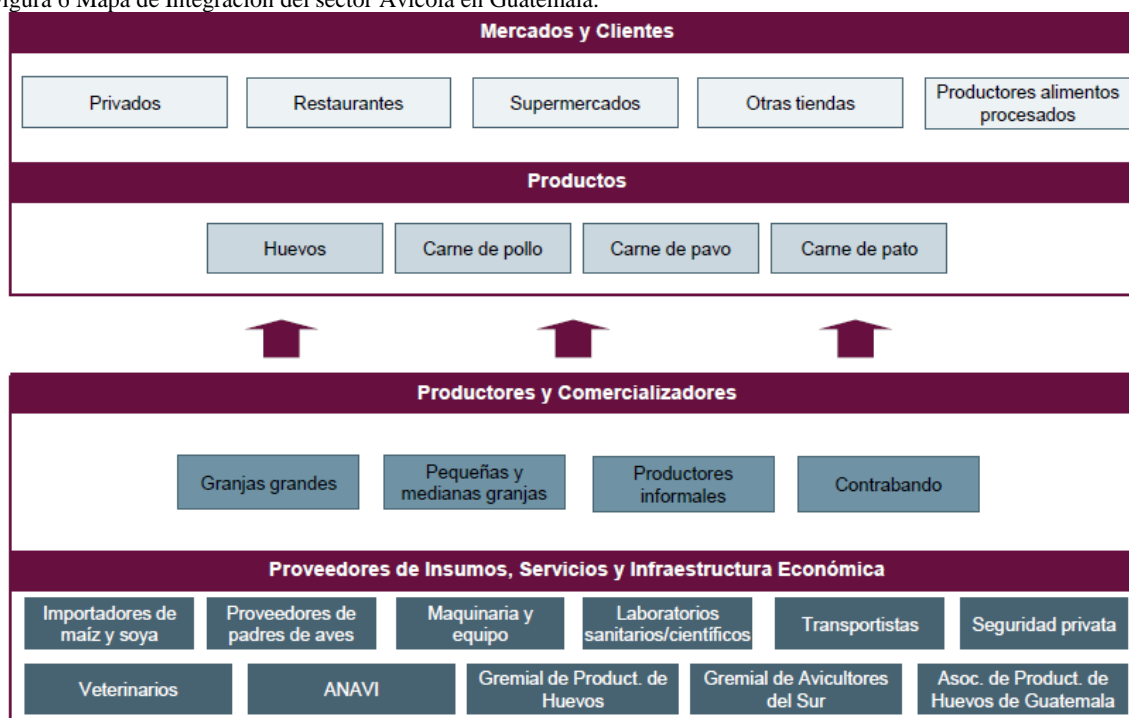 Figura 6 Mapa de Integración del sector Avícola en Guatemala.
Mercados y Clientes
Privados
Restaurantes
Supermercados
Otras tiendas
Productores alimentos
procesados
Productos
Huevos
Carne de pollo
Carne de pavo
Carne de pato
Productores y Comercializadores
Granjas grandes
Pequeñas y
medianas granjas
Productores
informales
Contrabando
Proveedores de Insumos, Servicios y Infraestructura Económica
Importadores de
maíz y soya
Proveedores de
padres de aves
Maquinaria y
equipo
Laboratorios
sanitarios/científicos
Transportistas
Seguridad privata
Veterinarios
ANAVI
Gremial de Product. de
Huevos
Gremial de Avicultores
del Sur
Asoc. de Product. de
Huevos de Guatemala